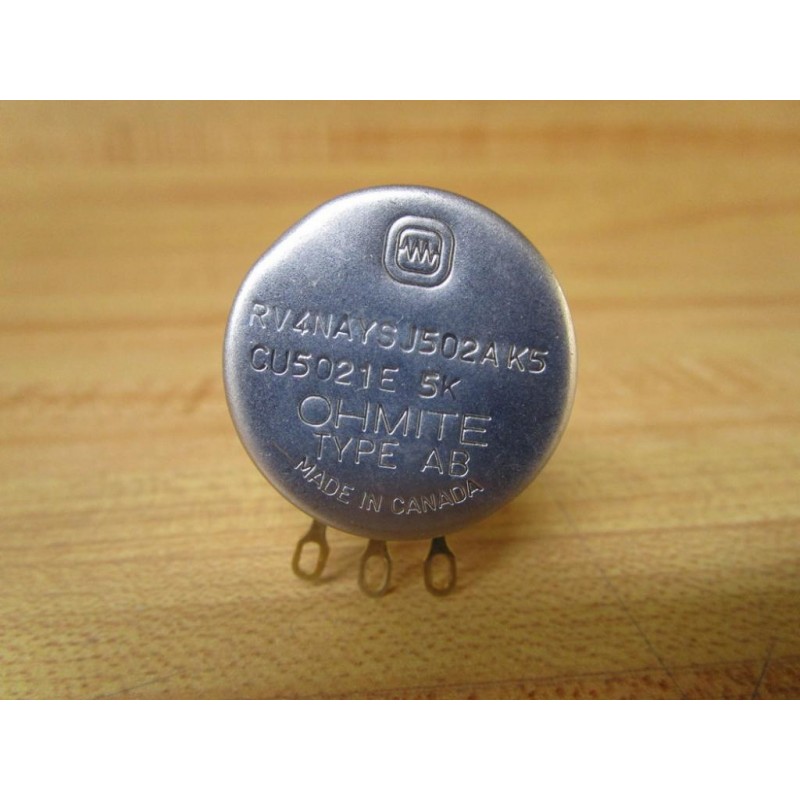 RV4NAYSJ502A K5
CU5021E 5K
OHMITE
TYPE AB
MADE IN CANADA